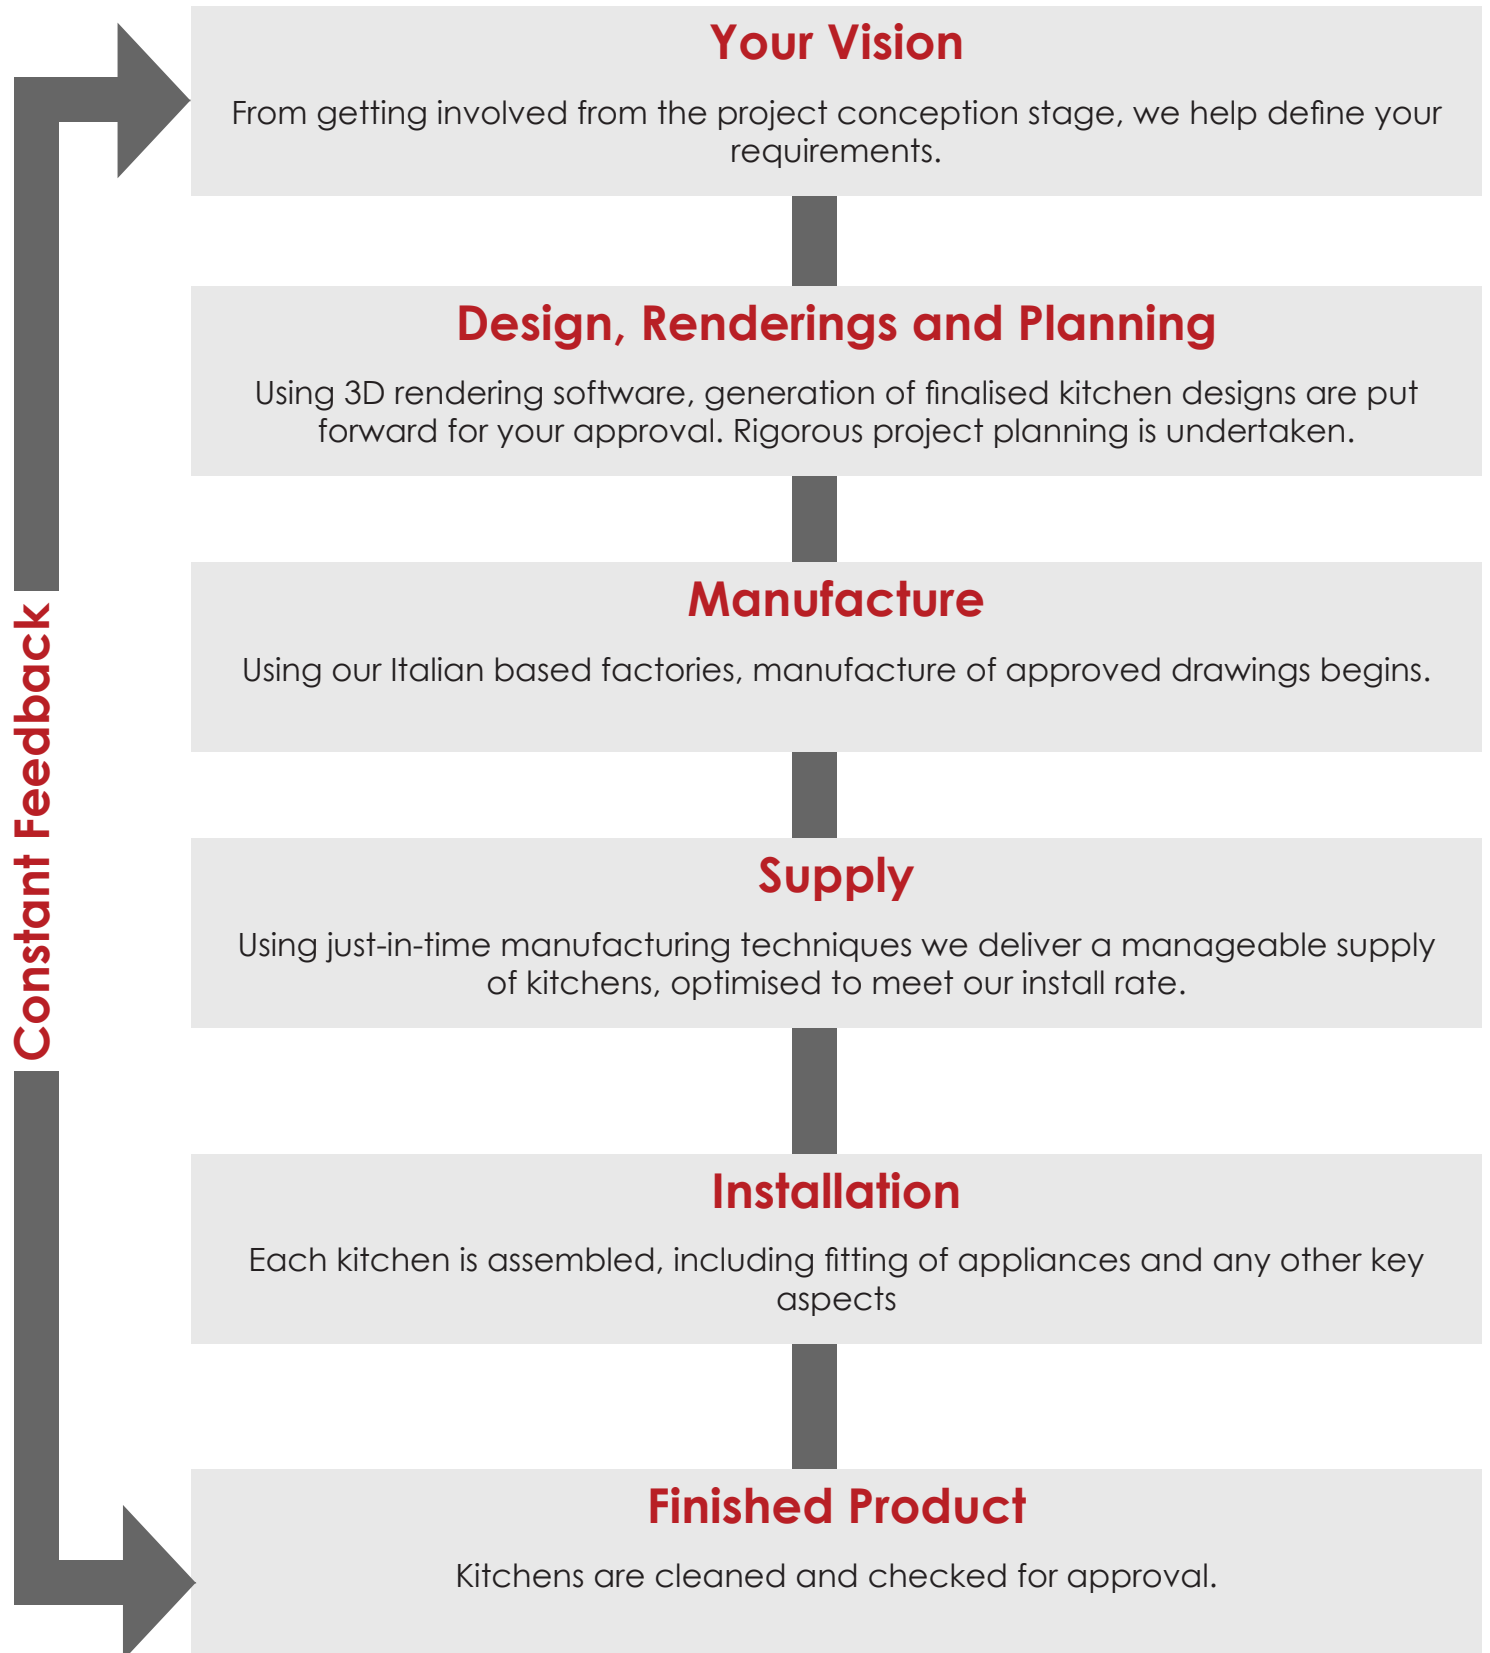 Your Vision
From getting involved from the project conception stage, we help define your
requirements.
Design, Renderings and Planning
Using 3D rendering software, generation of finalised kitchen designs are put
forward for your approval. Rigorous project planning is undertaken.
Manufacture
Using our Italian based factories, manufacture of approved drawings begins.
Constant Feedback
Supply
Using just-in-time manufacturing techniques we deliver a manageable supply
of kitchens, optimised to meet our install rate.
Installation
Each kitchen is assembled, including fitting of appliances and any other key
aspects
Finished Product
Kitchens are cleaned and checked for approval.